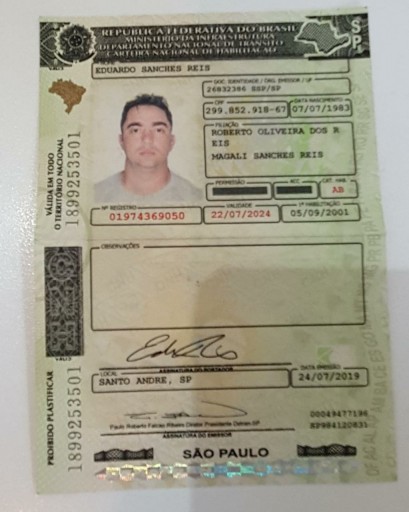 REPÚBLICA FEDERATIVA DO BRASIL
MINISTÉRIO DA INFRAESTRUTURA
DEPARTAMENTO NACIONAL DE TRÂNSITO
CARTEIRA NACIONAL DE HABILITAÇÃO
SP
NOME
EDUARDO SANCHES REIS
DOC. IDENTIDADE / ÓRG. EMISSOR / UF
26832386 SSP/SP
CPF
299.852.918-67
DATA NASCIMENTO
07/07/1983
FILIAÇÃO
ROBERTO OLIVEIRA DOS R
EIS
MAGALI SANCHES REIS
PERMISSÃO
ACC
CAT. HAB.
AB
Nº REGISTRO
01974369050
VALIDADE
22/07/2024
1ª HABILITAÇÃO
05/09/2001
VÁLIDA EM TODO
O TERRITÓRIO NACIONAL
1899253501
OBSERVAÇÕES
ASSINATURA DO PORTADOR
LOCAL
SANTO ANDRE, SP
DATA EMISSÃO
24/07/2019
PROIBIDO PLASTIFICAR
1899253501
Paulo Roberto Falcão Ribeiro Diretor Presidente Detran-SP
ASSINATURA DO EMISSOR
SÃO PAULO